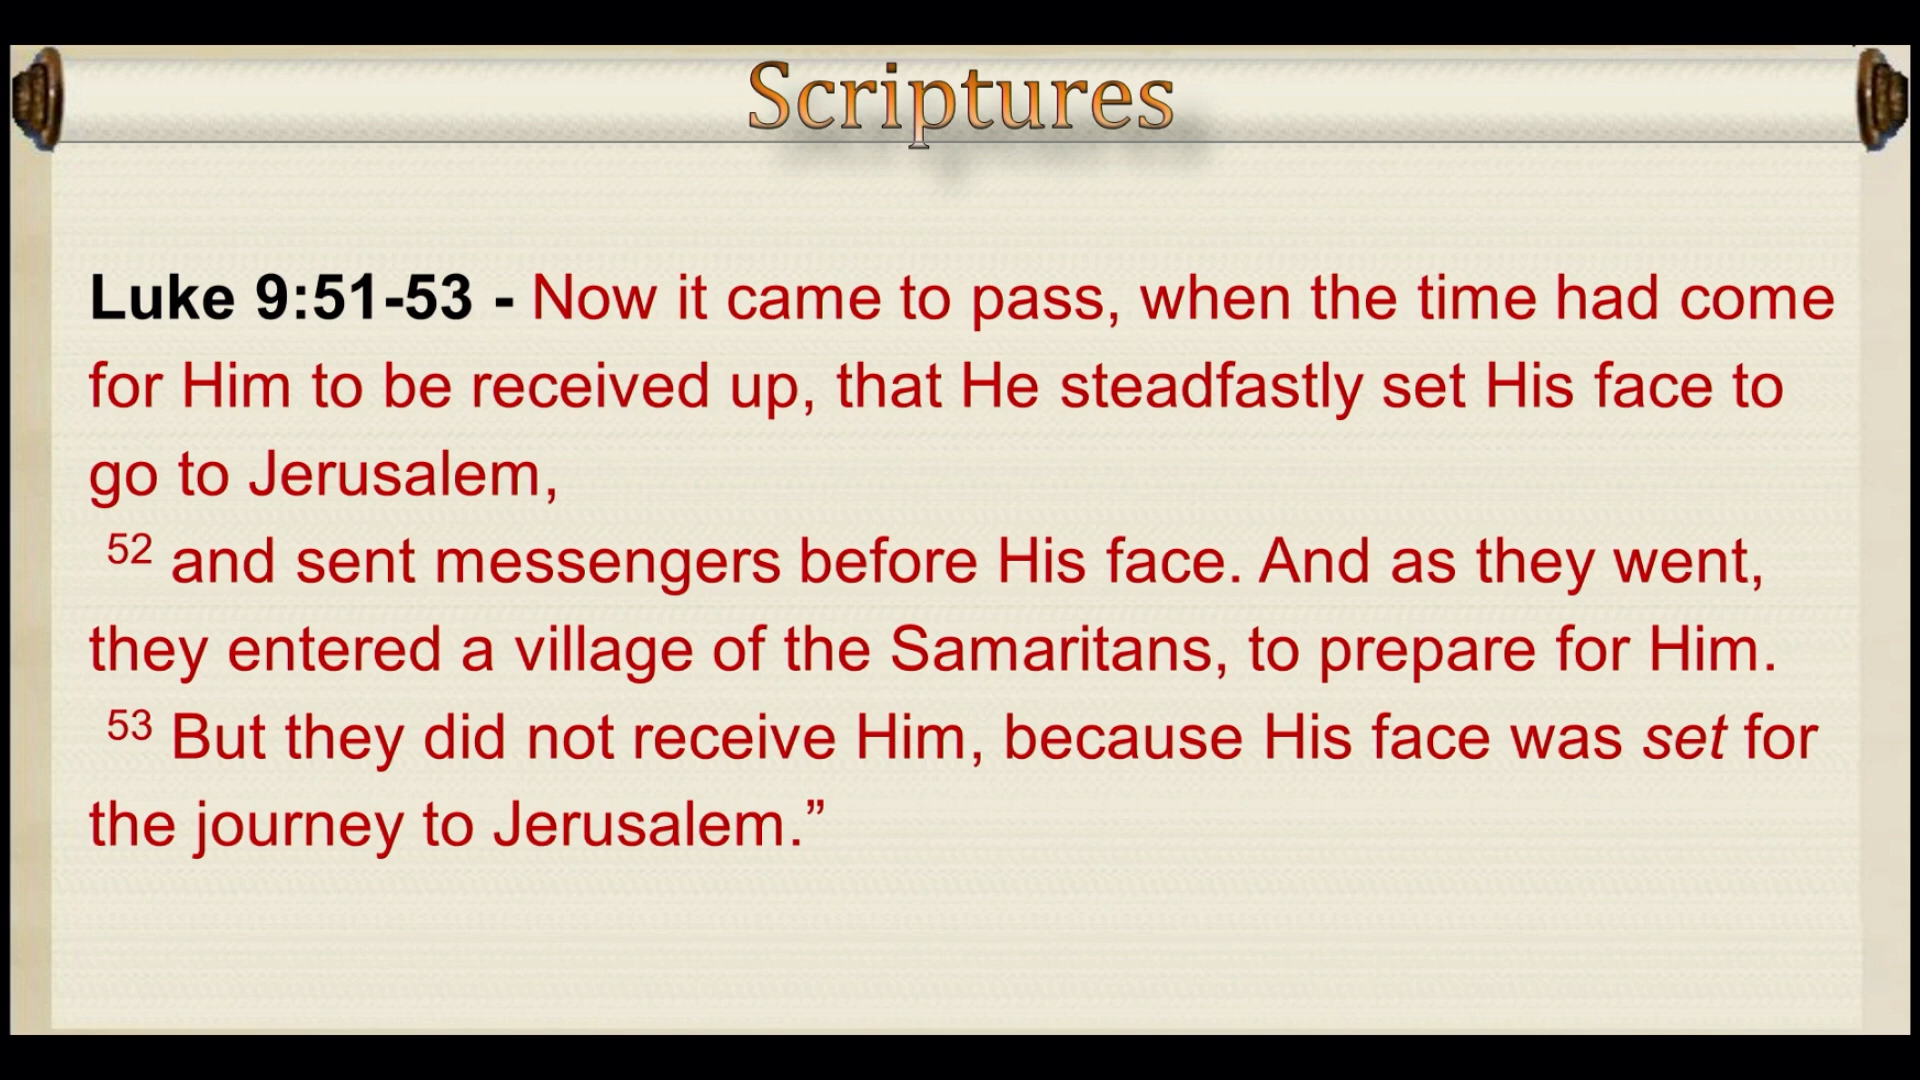 Scriptures
Luke 9:51-53 - Now it came to pass, when the time had come
for Him to be received up, that He steadfastly set His face to
go to Jerusalem,
52 and sent messengers before His face. And as they went,
they entered a village of the Samaritans, to prepare for Him.
53 But they did not receive Him, because His face was set for
the journey to Jerusalem.”